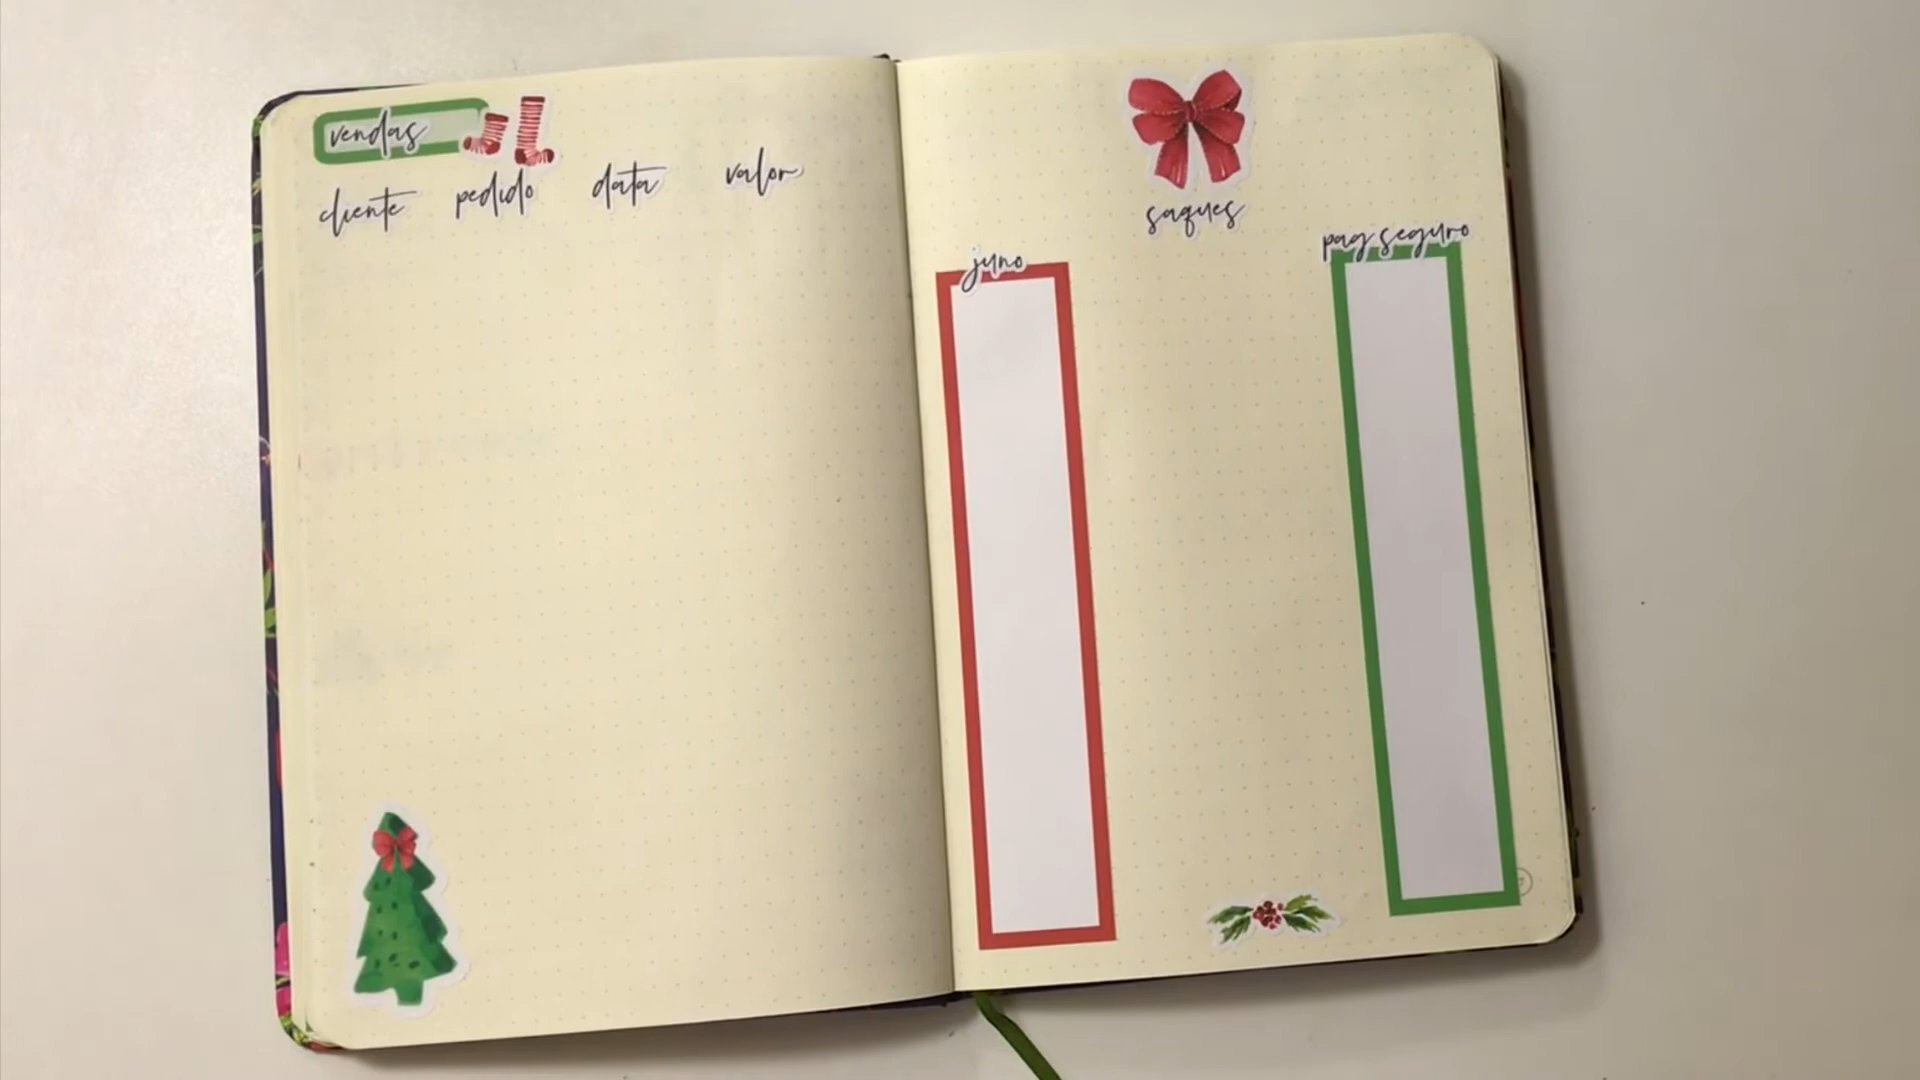 vendas
cliente pedido data valor
saques
juno
pag seguro